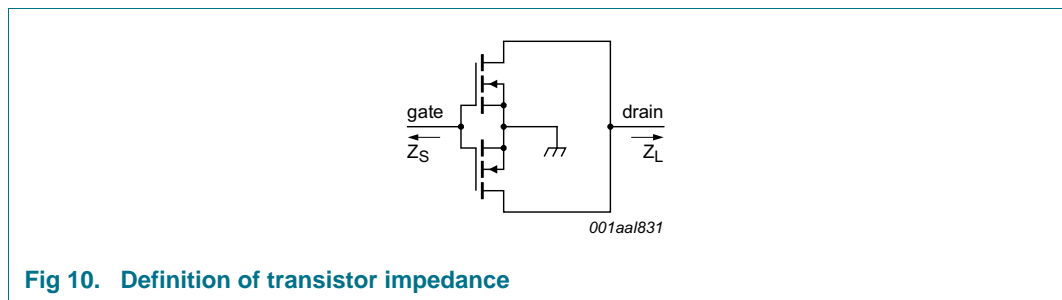 gate
drain
Z_S
Z_L
001aal831
Fig 10. Definition of transistor impedance